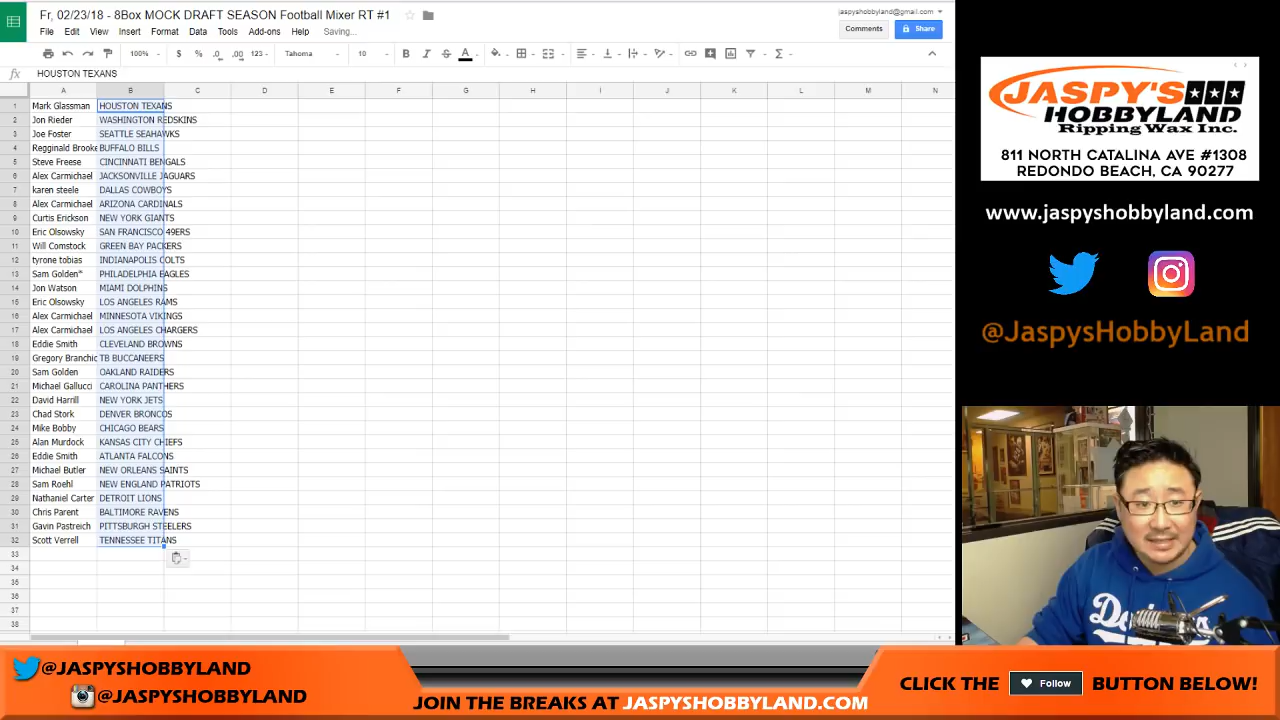 Fr, 02/23/18 - 8Box MOCK DRAFT SEASON Football Mixer RT #1
jaspyshobbyland@gmail.com
File Edit View Insert Format Data Tools Add-ons Help Saving...
Comments
Share
100% $ % .0 .00 123 Tahoma 10 B I S A
fx HOUSTON TEXANS
A B C D E F G H I J K L M N
1 Mark Glassman HOUSTON TEXANS
2 Jon Rieder WASHINGTON REDSKINS
3 Joe Foster SEATTLE SEAHAWKS
4 Regginald Brooke BUFFALO BILLS
5 Steve Freese CINCINNATI BENGALS
6 Alex Carmichael JACKSONVILLE JAGUARS
7 karen steele DALLAS COWBOYS
8 Alex Carmichael ARIZONA CARDINALS
9 Curtis Erickson NEW YORK GIANTS
10 Eric Olsowsky SAN FRANCISCO 49ERS
11 Will Comstock GREEN BAY PACKERS
12 tyrone tobias INDIANAPOLIS COLTS
13 Sam Golden* PHILADELPHIA EAGLES
14 Jon Watson MIAMI DOLPHINS
15 Eric Olsowsky LOS ANGELES RAMS
16 Alex Carmichael MINNESOTA VIKINGS
17 Alex Carmichael LOS ANGELES CHARGERS
18 Eddie Smith CLEVELAND BROWNS
19 Gregory Branchic TB BUCCANEERS
20 Sam Golden OAKLAND RAIDERS
21 Michael Gallucci CAROLINA PANTHERS
22 David Harrill NEW YORK JETS
23 Chad Stork DENVER BRONCOS
24 Mike Bobby CHICAGO BEARS
25 Alan Murdock KANSAS CITY CHIEFS
26 Eddie Smith ATLANTA FALCONS
27 Michael Butler NEW ORLEANS SAINTS
28 Sam Roehl NEW ENGLAND PATRIOTS
29 Nathaniel Carter DETROIT LIONS
30 Chris Parent BALTIMORE RAVENS
31 Gavin Pastreich PITTSBURGH STEELERS
32 Scott Verrell TENNESSEE TITANS
33
34
35
36
37
38
JASPY'S
HOBBYLAND
Ripping Wax Inc.
811 NORTH CATALINA AVE #1308
REDONDO BEACH, CA 90277
www.jaspyshobbyland.com
@JaspysHobbyLand
@JASPYSHOBBYLAND
@JASPYSHOBBYLAND
JOIN THE BREAKS AT JASPYSHOBBYLAND.COM
CLICK THE Follow BUTTON BELOW!